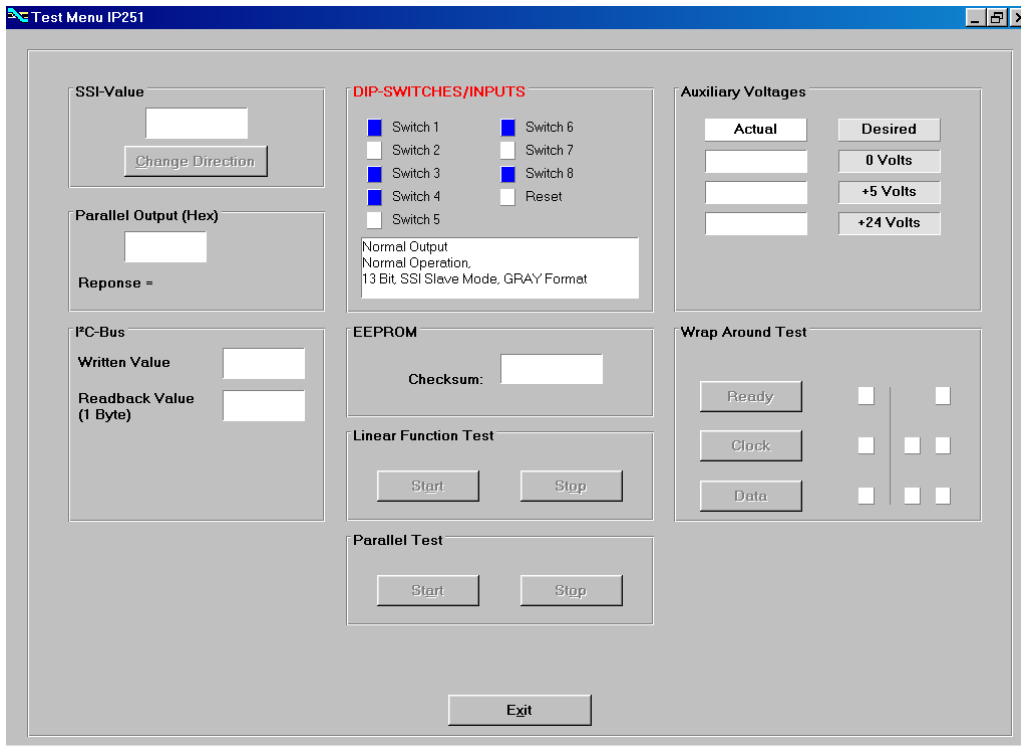 Test Menu IP251
SSI-Value
Change Direction
Parallel Output (Hex)
Reponse =
I²C-Bus
Written Value
Readback Value
(1 Byte)
DIP-SWITCHES/INPUTS
Switch 1
Switch 2
Switch 3
Switch 4
Switch 5
Switch 6
Switch 7
Switch 8
Reset
Normal Output
Normal Operation,
13 Bit, SSI Slave Mode, GRAY Format
EEPROM
Checksum:
Linear Function Test
Start Stop
Parallel Test
Start Stop
Auxiliary Voltages
Actual Desired
0 Volts
+5 Volts
+24 Volts
Wrap Around Test
Ready
Clock
Data
Exit